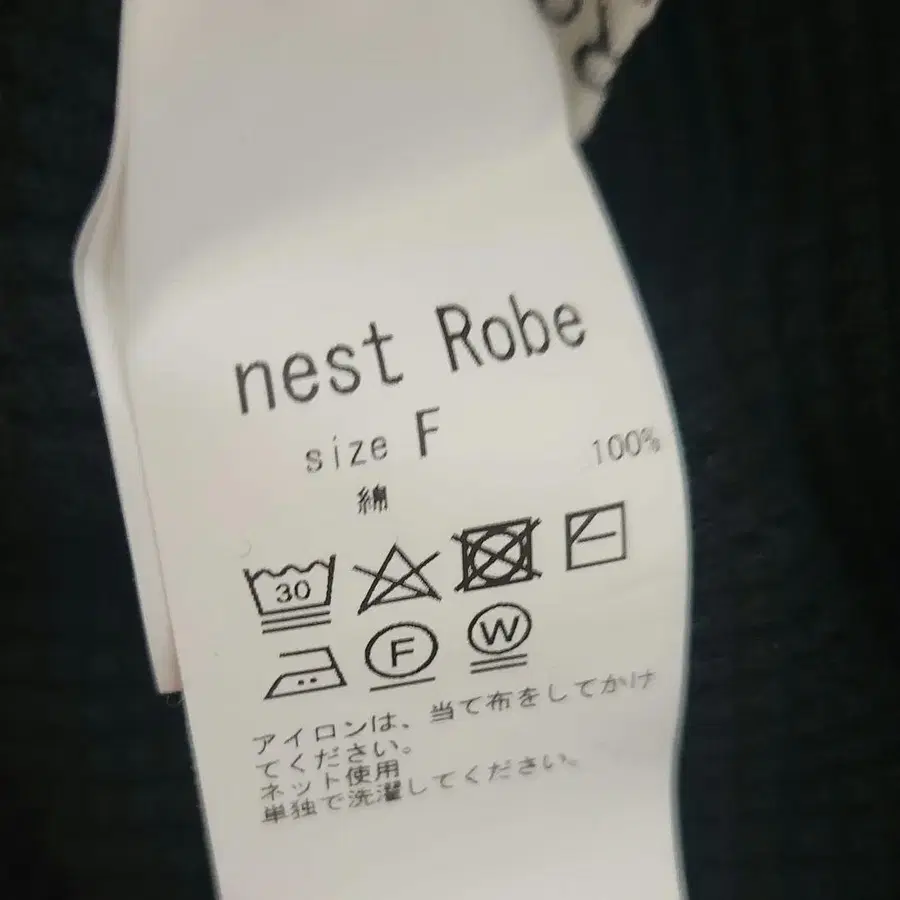 nest Robe
size F
綿 100%
30
F W
アイロンは、当て布をしてかけ
てください。
ネット使用
単独で洗濯してください。